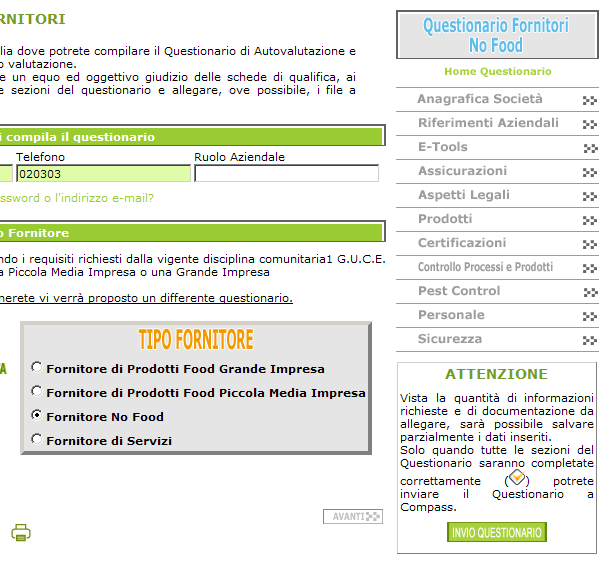 RNITORI
lia dove potrete compilare il Questionario di Autovalutazione e
o valutazione.
e un equo ed oggettivo giudizio delle schede di qualifica, ai
e sezioni del questionario e allegare, ove possibile, i file a
i compila il questionario
Telefono Ruolo Aziendale
020303
ssword o l'indirizzo e-mail?
o Fornitore
ndo i requisiti richiesti dalla vigente disciplina comunitaria1 G.U.C.E.
a Piccola Media Impresa o una Grande Impresa
nerete vi verrà proposto un differente questionario.
TIPO FORNITORE
A
Fornitore di Prodotti Food Grande Impresa
Fornitore di Prodotti Food Piccola Media Impresa
Fornitore No Food
Fornitore di Servizi
AVANTI
Questionario Fornitori
No Food
Home Questionario
Anagrafica Società
Riferimenti Aziendali
E-Tools
Assicurazioni
Aspetti Legali
Prodotti
Certificazioni
Controllo Processi e Prodotti
Pest Control
Personale
Sicurezza
ATTENZIONE
Vista la quantità di informazioni
richieste e di documentazione da
allegare, sarà possibile salvare
parzialmente i dati inseriti.
Solo quando tutte le sezioni del
Questionario saranno completate
correttamente ( ) potrete
inviare il Questionario a
Compass.
INVIO QUESTIONARIO